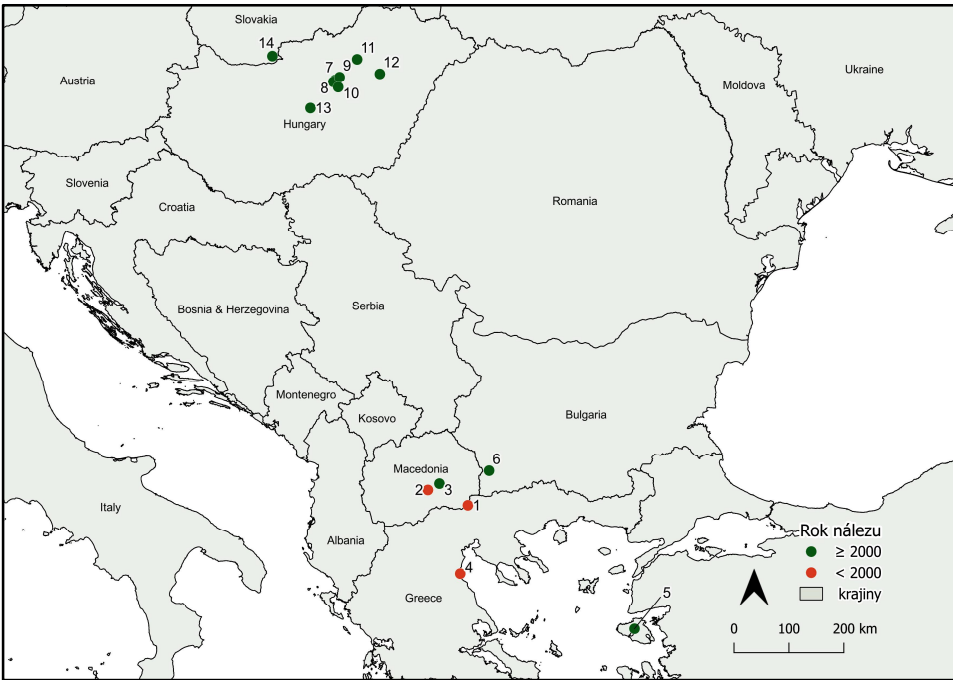 Slovakia
14
11
Austria
7
9
12
Ukraine
8
10
Moldova
13
Hungary
Slovenia
Croatia
Romania
Bosnia & Herzegovina
Serbia
Montenegro
Kosovo
Bulgaria
6
Macedonia
2
3
1
Italy
Albania
4
Greece
5
Rok nálezu
≥ 2000
< 2000
krajiny
0 100 200 km